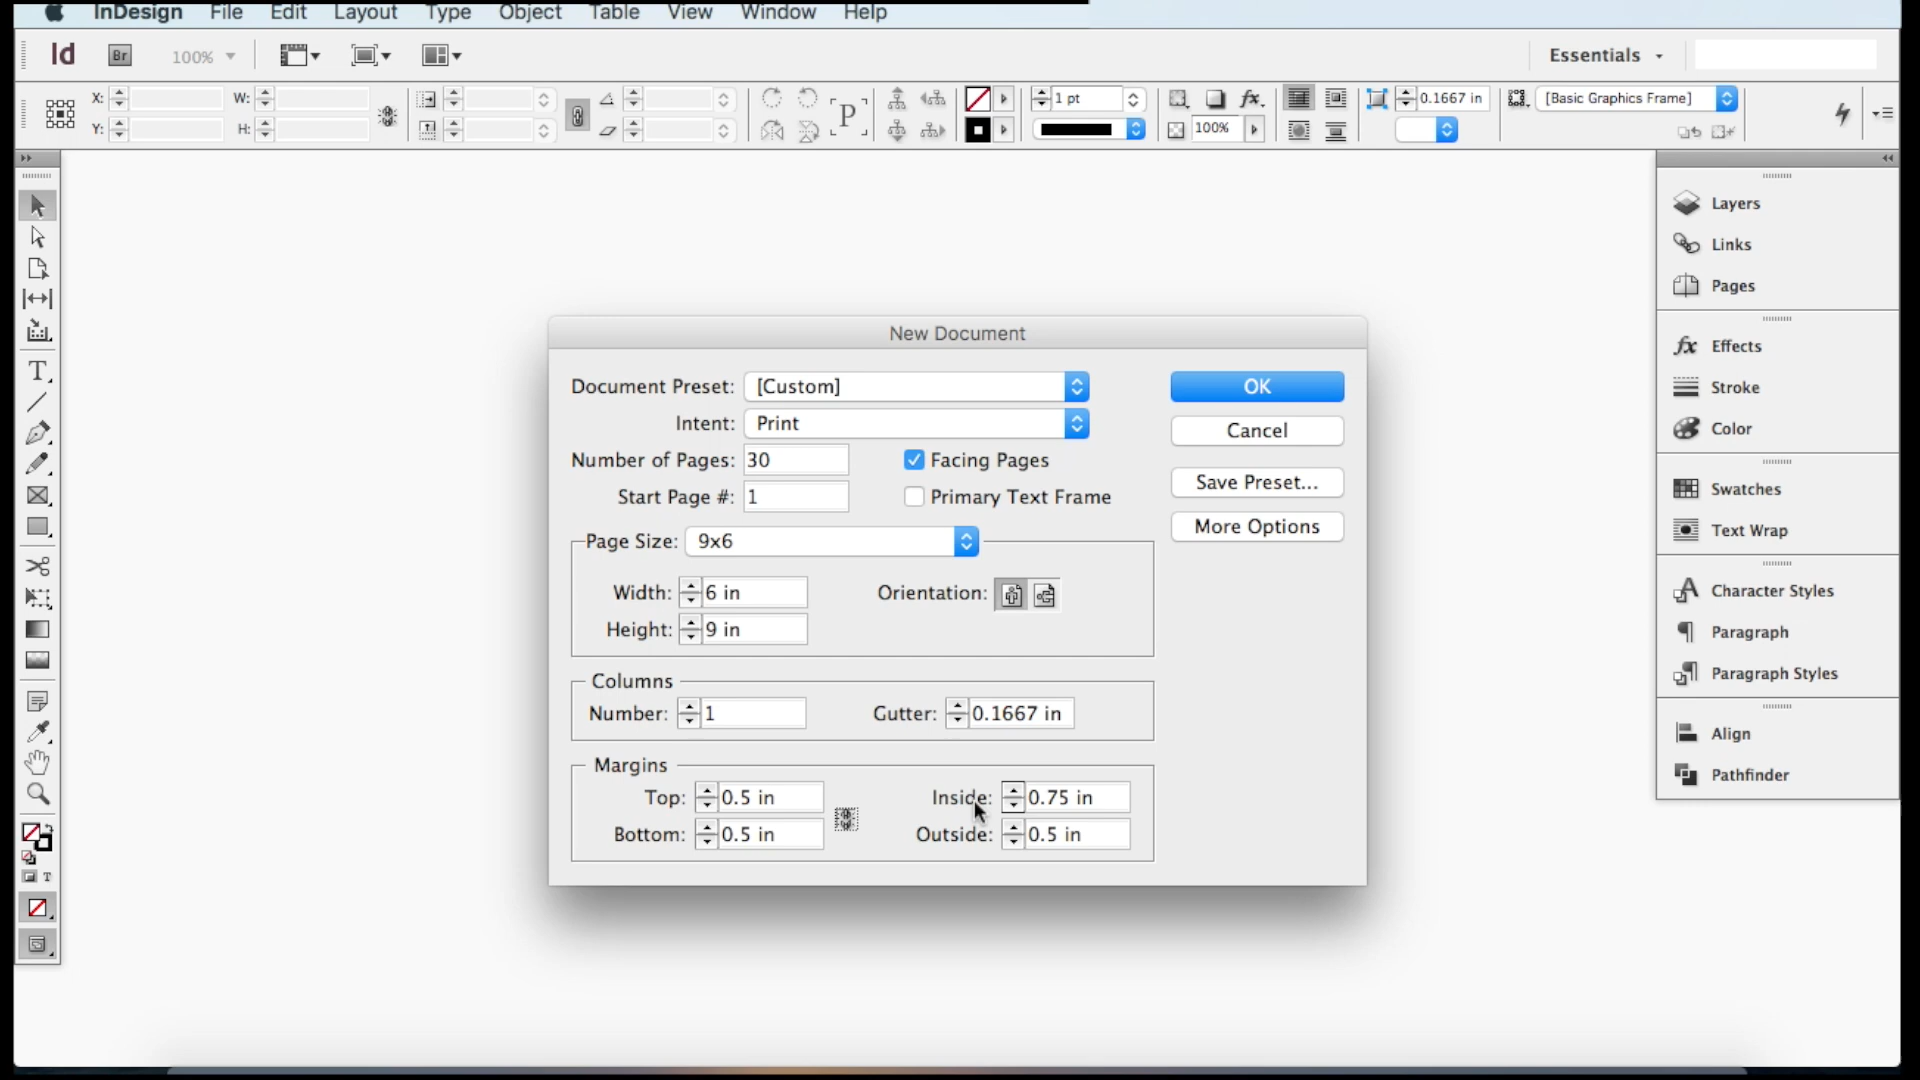 InDesign File Edit Layout Type Object Table View Window Help
Id Br 100% Essentials
X: W: 1 pt 0.1667 in [Basic Graphics Frame]
Y: H: P fx 100%
Layers
Links
Pages
fx Effects
Stroke
Color
Swatches
Text Wrap
Character Styles
Paragraph
Paragraph Styles
Align
Pathfinder
T
T
New Document
Document Preset: [Custom] OK
Intent: Print Cancel
Number of Pages: 30 Facing Pages
Start Page #: 1 Primary Text Frame Save Preset...
More Options
Page Size: 9x6
Width: 6 in Orientation:
Height: 9 in
Columns
Number: 1 Gutter: 0.1667 in
Margins
Top: 0.5 in Inside: 0.75 in
Bottom: 0.5 in Outside: 0.5 in